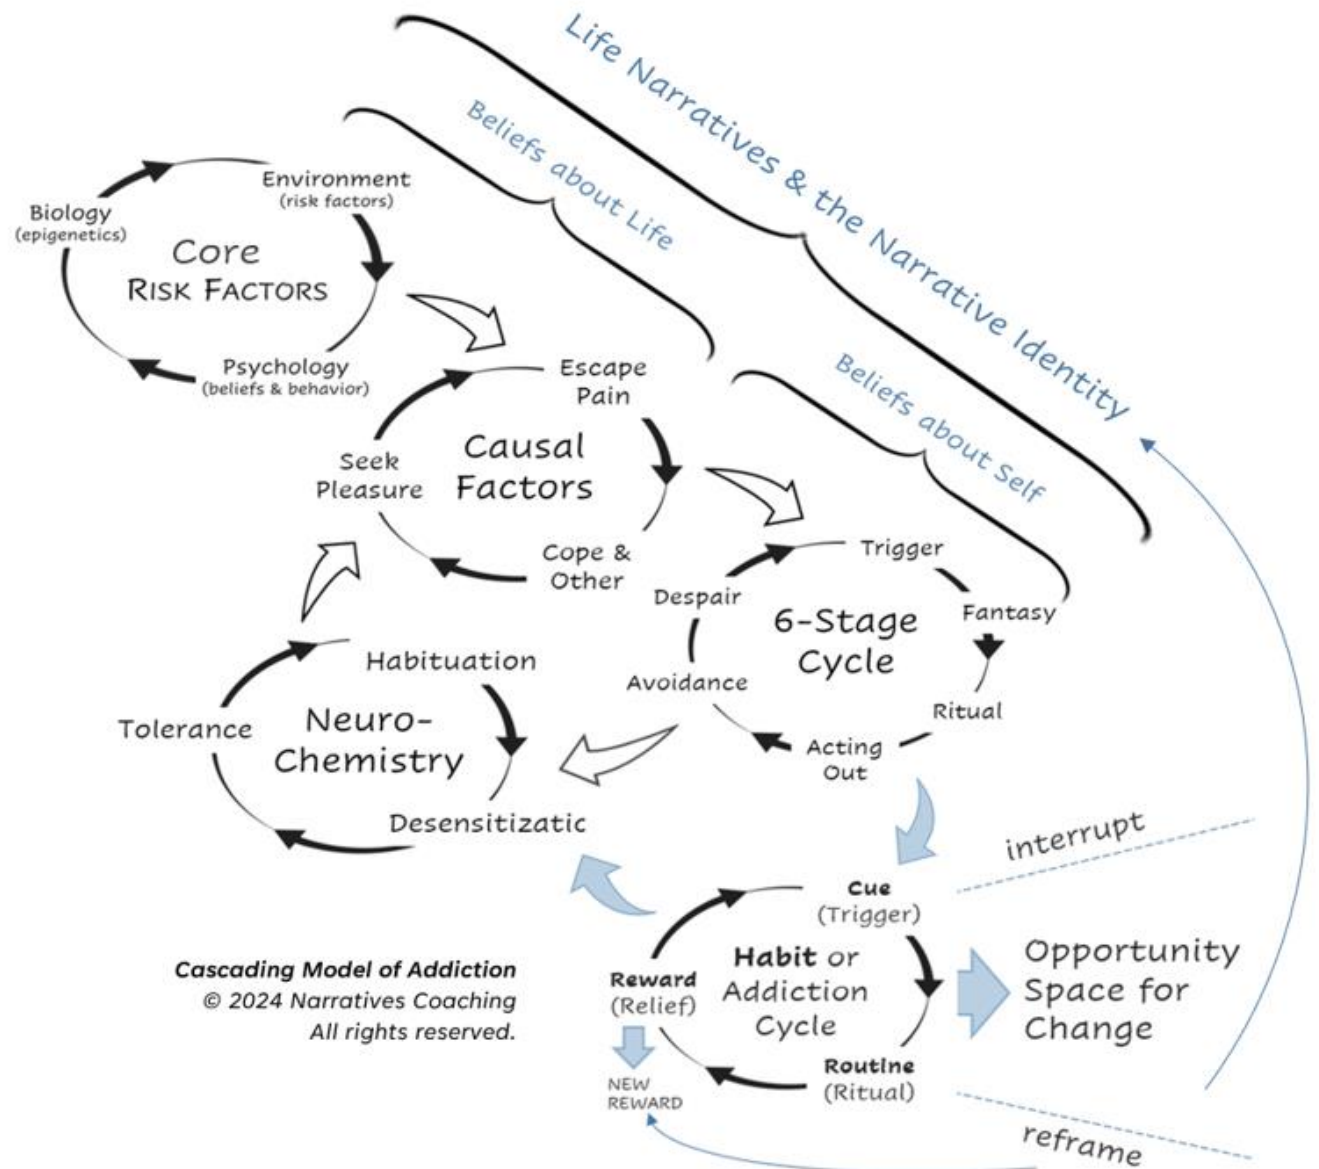 Life Narratives & the Narrative Identity
Beliefs about Life
Beliefs about Self
Environment
(risk factors)
Biology
(epigenetics)
Core
RISK FACTORS
Psychology
(beliefs & behavior)
Escape
Pain
Causal
Factors
Seek
Pleasure
Cope &
Other
Trigger
Fantasy
Despair
6-Stage
Cycle
Avoidance
Ritual
Acting
Out
Habituation
Tolerance
Neuro-
Chemistry
Desensitizatic
interrupt
Cue
(Trigger)
Habit or
Addiction
Cycle
Reward
(Relief)
Routine
(Ritual)
NEW
REWARD
Opportunity
Space for
Change
reframe
Cascading Model of Addiction
© 2024 Narratives Coaching
All rights reserved.